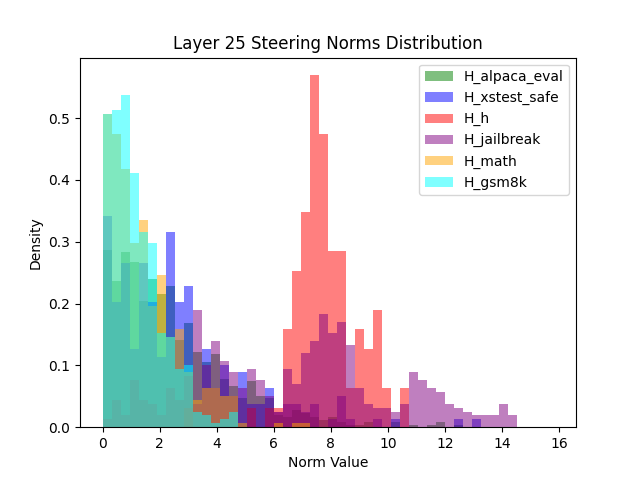 Layer 25 Steering Norms Distribution
H_alpaca_eval
H_xstest_safe
H_h
H_jailbreak
H_math
H_gsm8k
Density
0.5
0.4
0.3
0.2
0.1
0.0
0 2 4 6 8 10 12 14 16
Norm Value